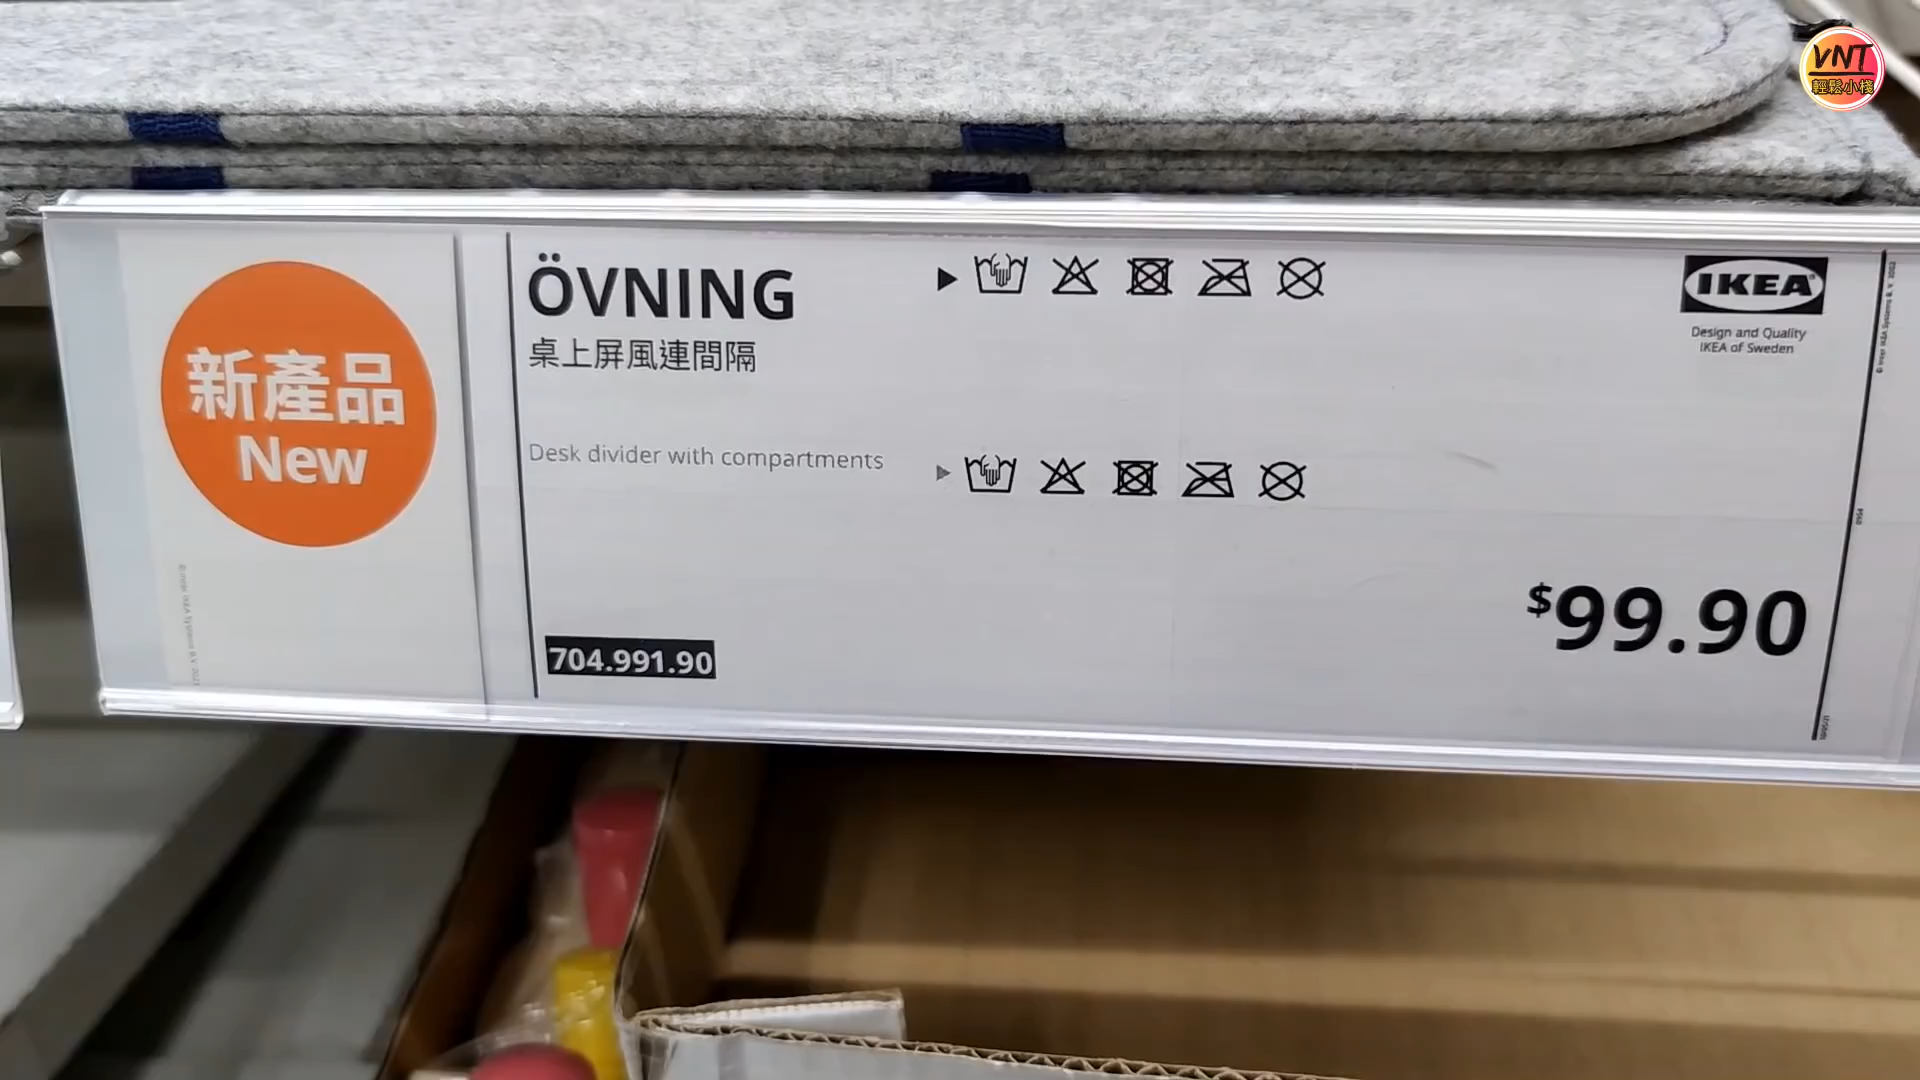 VNT
輕鬆小棧
新產品
New
ÖVNING
桌上屏風連間隔
Desk divider with compartments
704.991.90
IKEA
Design and Quality
IKEA of Sweden
$99.90